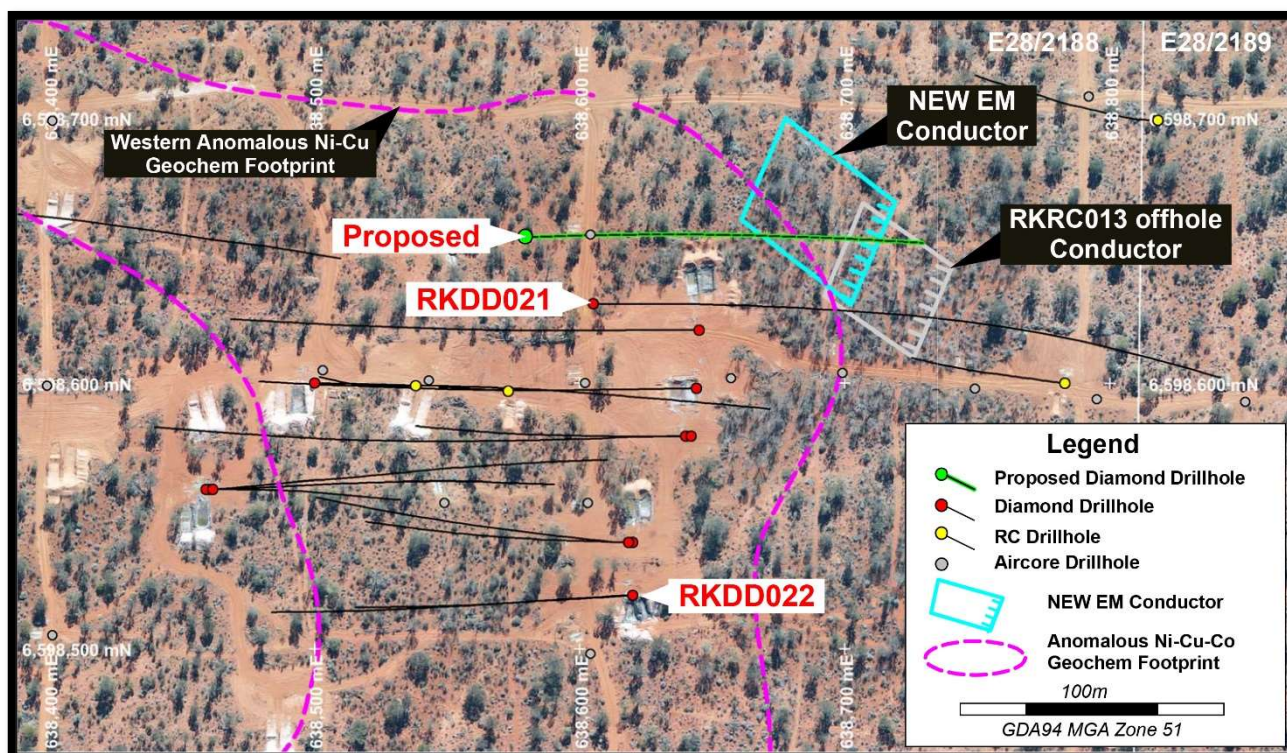 E28/2188
E28/2189
638,400 mE
638,500 mE
638,600 mE
638,700 mE
638,800 mE
6,598,700 mN
598,700 mN
NEW EM
Conductor
Western Anomalous Ni-Cu
Geochem Footprint
RKRC013 offhole
Conductor
Proposed
RKDD021
6,598,600 mN
6,598,600 mN
RKDD022
6,598,500 mN
638,400 mE
638,500 mE
638,600 mE
638,700 mE
Legend
Proposed Diamond Drillhole
Diamond Drillhole
RC Drillhole
Aircore Drillhole
NEW EM Conductor
Anomalous Ni-Cu-Co
Geochem Footprint
100m
GDA94 MGA Zone 51